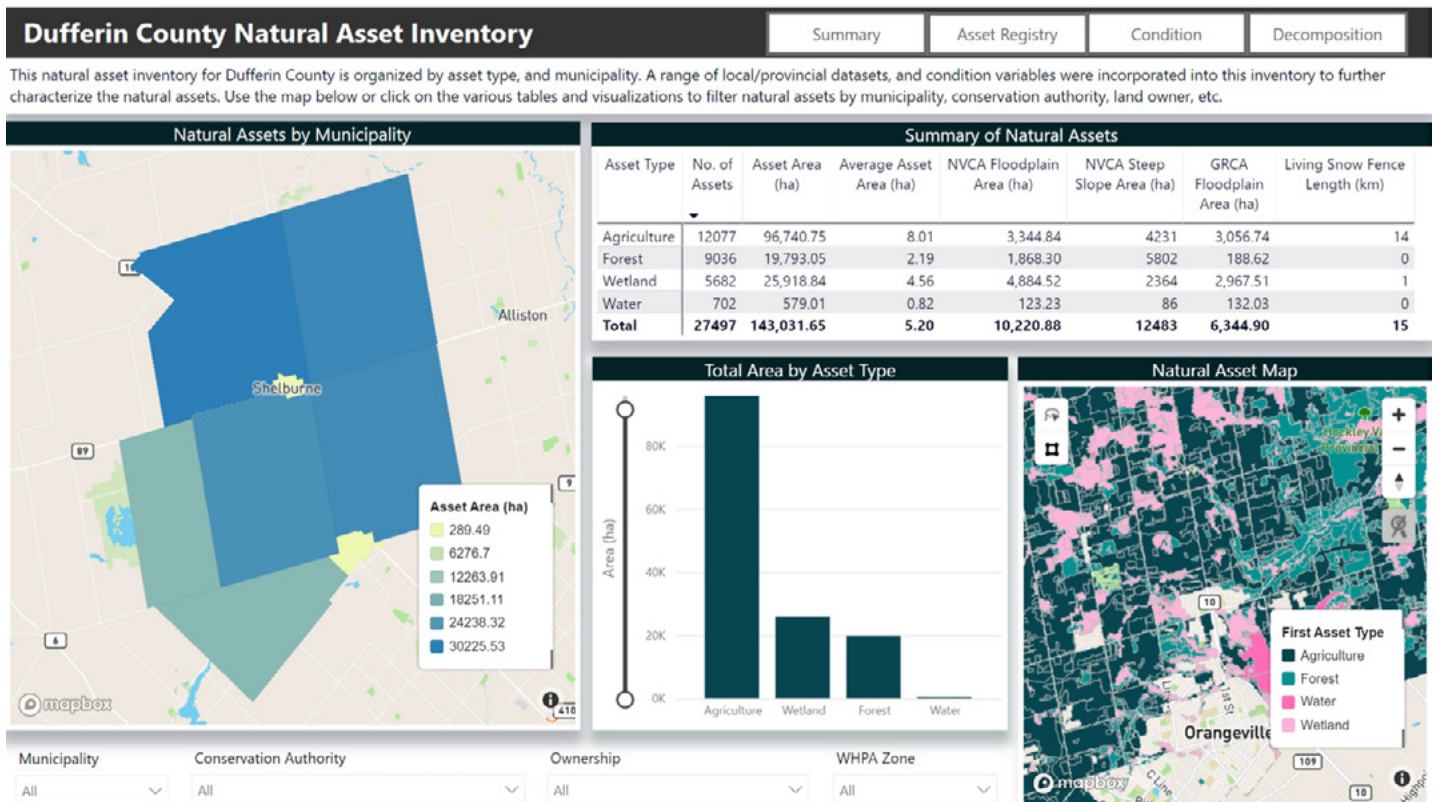 Dufferin County Natural Asset Inventory
Summary
Asset Registry
Condition
Decomposition
This natural asset inventory for Dufferin County is organized by asset type, and municipality. A range of local/provincial datasets, and condition variables were incorporated into this inventory to further
characterize the natural assets. Use the map below or click on the various tables and visualizations to filter natural assets by municipality, conservation authority, land owner, etc.
Natural Assets by Municipality
Alliston
Shelburne
89
9
6
410
Asset Area (ha)
289.49
6276.7
12263.91
18251.11
24238.32
30225.53
mapbox
Summary of Natural Assets
Asset Type No. of Assets Asset Area (ha) Average Asset Area (ha) NVCA Floodplain Area (ha) NVCA Steep Slope Area (ha) GRCA Floodplain Area (ha) Living Snow Fence Length (km)
Agriculture 12077 96,740.75 8.01 3,344.84 4231 3,056.74 14
Forest 9036 19,793.05 2.19 1,868.30 5802 188.62 0
Wetland 5682 25,918.84 4.56 4,884.52 2364 2,967.51 1
Water 702 579.01 0.82 123.23 86 132.03 0
Total 27497 143,031.65 5.20 10,220.88 12483 6,344.90 15
Total Area by Asset Type
Area (ha)
80K
60K
40K
20K
0K
Agriculture Wetland Forest Water
Natural Asset Map
Hockley
10
First Asset Type
Agriculture
Forest
Water
Wetland
1st St
Orangeville
109
C Line
10
mapbox
Municipality
All
Conservation Authority
All
Ownership
All
WHPA Zone
All